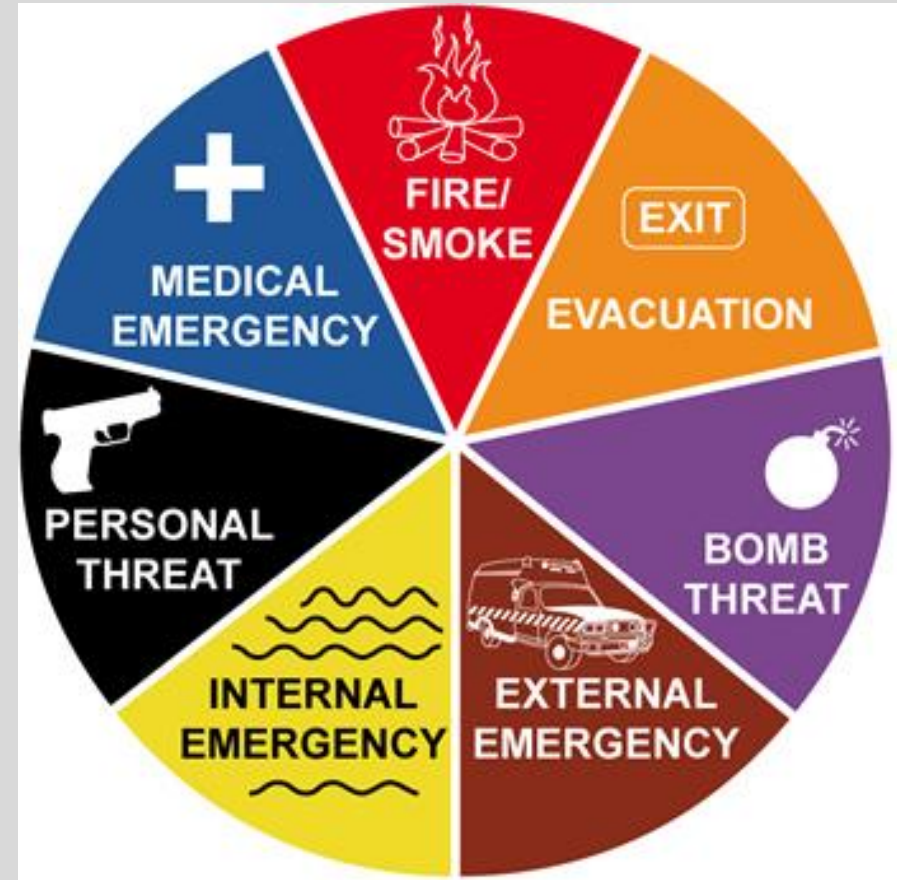 FIRE/
SMOKE
EXIT
EVACUATION
BOMB
THREAT
EXTERNAL
EMERGENCY
INTERNAL
EMERGENCY
PERSONAL
THREAT
MEDICAL
EMERGENCY